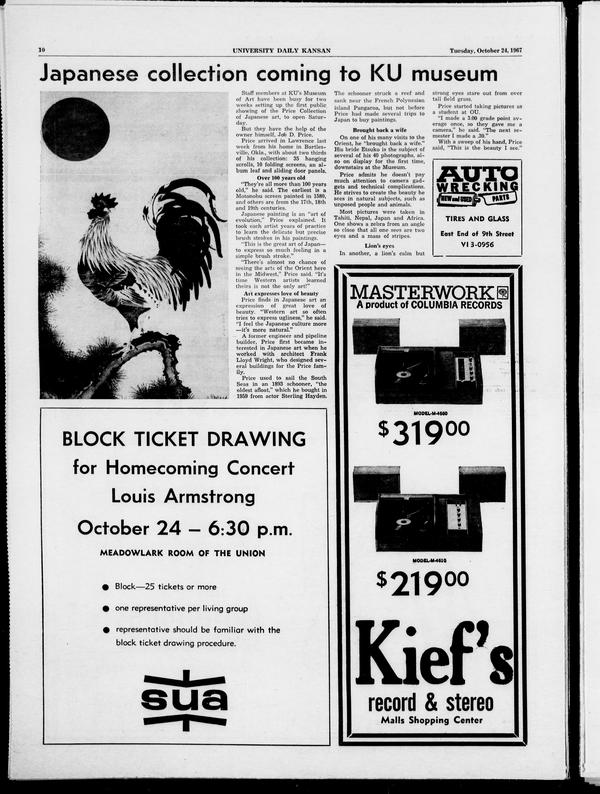 10
UNIVERSITY DAILY KANSAN
Tuesday, October 24, 1967
Japanese collection coming to KU museum
Staff members at KU's Museum
of Art have been busy for two
weeks setting up the first public
showing of the Price Collection
of Japanese art, to open Satur-
day.
But they have the help of the
owner himself, Joe D. Price.
Price arrived in Lawrence last
week from his home in Bartles-
ville, Okla., with about two thirds
of his collection: 35 hanging
scrolls, 10 folding screens, an al-
bum leaf and sliding door panels.
Over 100 years old
"They're all more than 100 years
old," he said. The earliest is a
Motonobu screen painted in 1580,
and others are from the 17th, 18th
and 19th centuries.
Japanese painting is an "art of
evolution," Price explained. It
took each artist years of practice
to learn the delicate but precise
brush strokes in his paintings.
"This is the great art of Japan—
to express so much feeling in a
simple brush stroke."
"There's almost no chance of
seeing the arts of the Orient here
in the Midwest," Price said. "It's
time Western artists learned
theirs is not the only art!"
Art expresses love of beauty
Price finds in Japanese art an
expression of great love of
beauty. "Western art so often
tries to express ugliness," he said.
"I feel the Japanese culture more
—it's more natural."
A former engineer and pipeline
builder, Price first became in-
terested in Japanese art when he
worked with architect Frank
Lloyd Wright, who designed sev-
eral buildings for the Price fam-
ily.
Price used to sail the South
Seas in an 1893 schooner, "the
oldest afloat," which he bought in
1959 from actor Sterling Hayden.
The schooner struck a reef and
sank near the French Polynesian
island Pangaroa, but not before
Price had made several trips to
Japan to buy paintings.
Brought back a wife
On one of his many visits to the
Orient, he "brought back a wife."
His bride Etsuko is the subject of
several of his 40 photographs, al-
so on display for the first time,
downstairs at the Museum.
Price admits he doesn't pay
much attention to camera gad-
gets and technical complications.
He strives to create the beauty he
sees in natural subjects, such as
unposed people and animals.
Most pictures were taken in
Tahiti, Nepal, Japan and Africa.
One shows a zebra from an angle
so close that all one sees are two
eyes and a mass of stripes.
Lion's eyes
In another, a lion's calm but
strong eyes stare out from over
tall field grass.
Price started taking pictures as
a student at OU.
"I made a 3.00 grade point av-
erage once, so they gave me a
camera," he said. "The next se-
mester I made a .30."
With a sweep of his hand, Price
said, "This is the beauty I see."
AUTO
WRECKING
NEW and USED PARTS
TIRES AND GLASS
East End of 9th Street
VI 3-0956
MASTERWORK
A product of COLUMBIA RECORDS
MODEL-M-4660
$319 00
$219 00
Kief's
record & stereo
Malls Shopping Center
BLOCK TICKET DRAWING
for Homecoming Concert
Louis Armstrong
October 24 – 6:30 p.m.
MEADOWLARK ROOM OF THE UNION
● Block—25 tickets or more
● one representative per living group
● representative should be familiar with the
block ticket drawing procedure.
sua